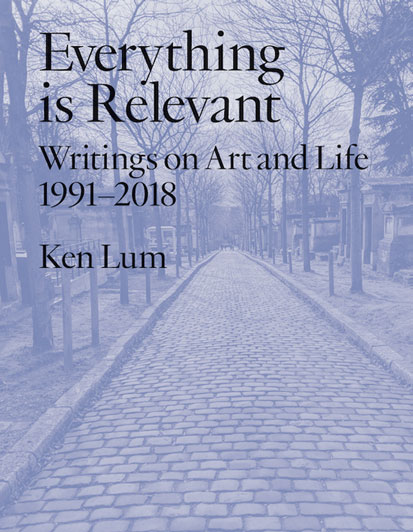 Everything
is Relevant
Writings on Art and Life
1991–2018
Ken Lum